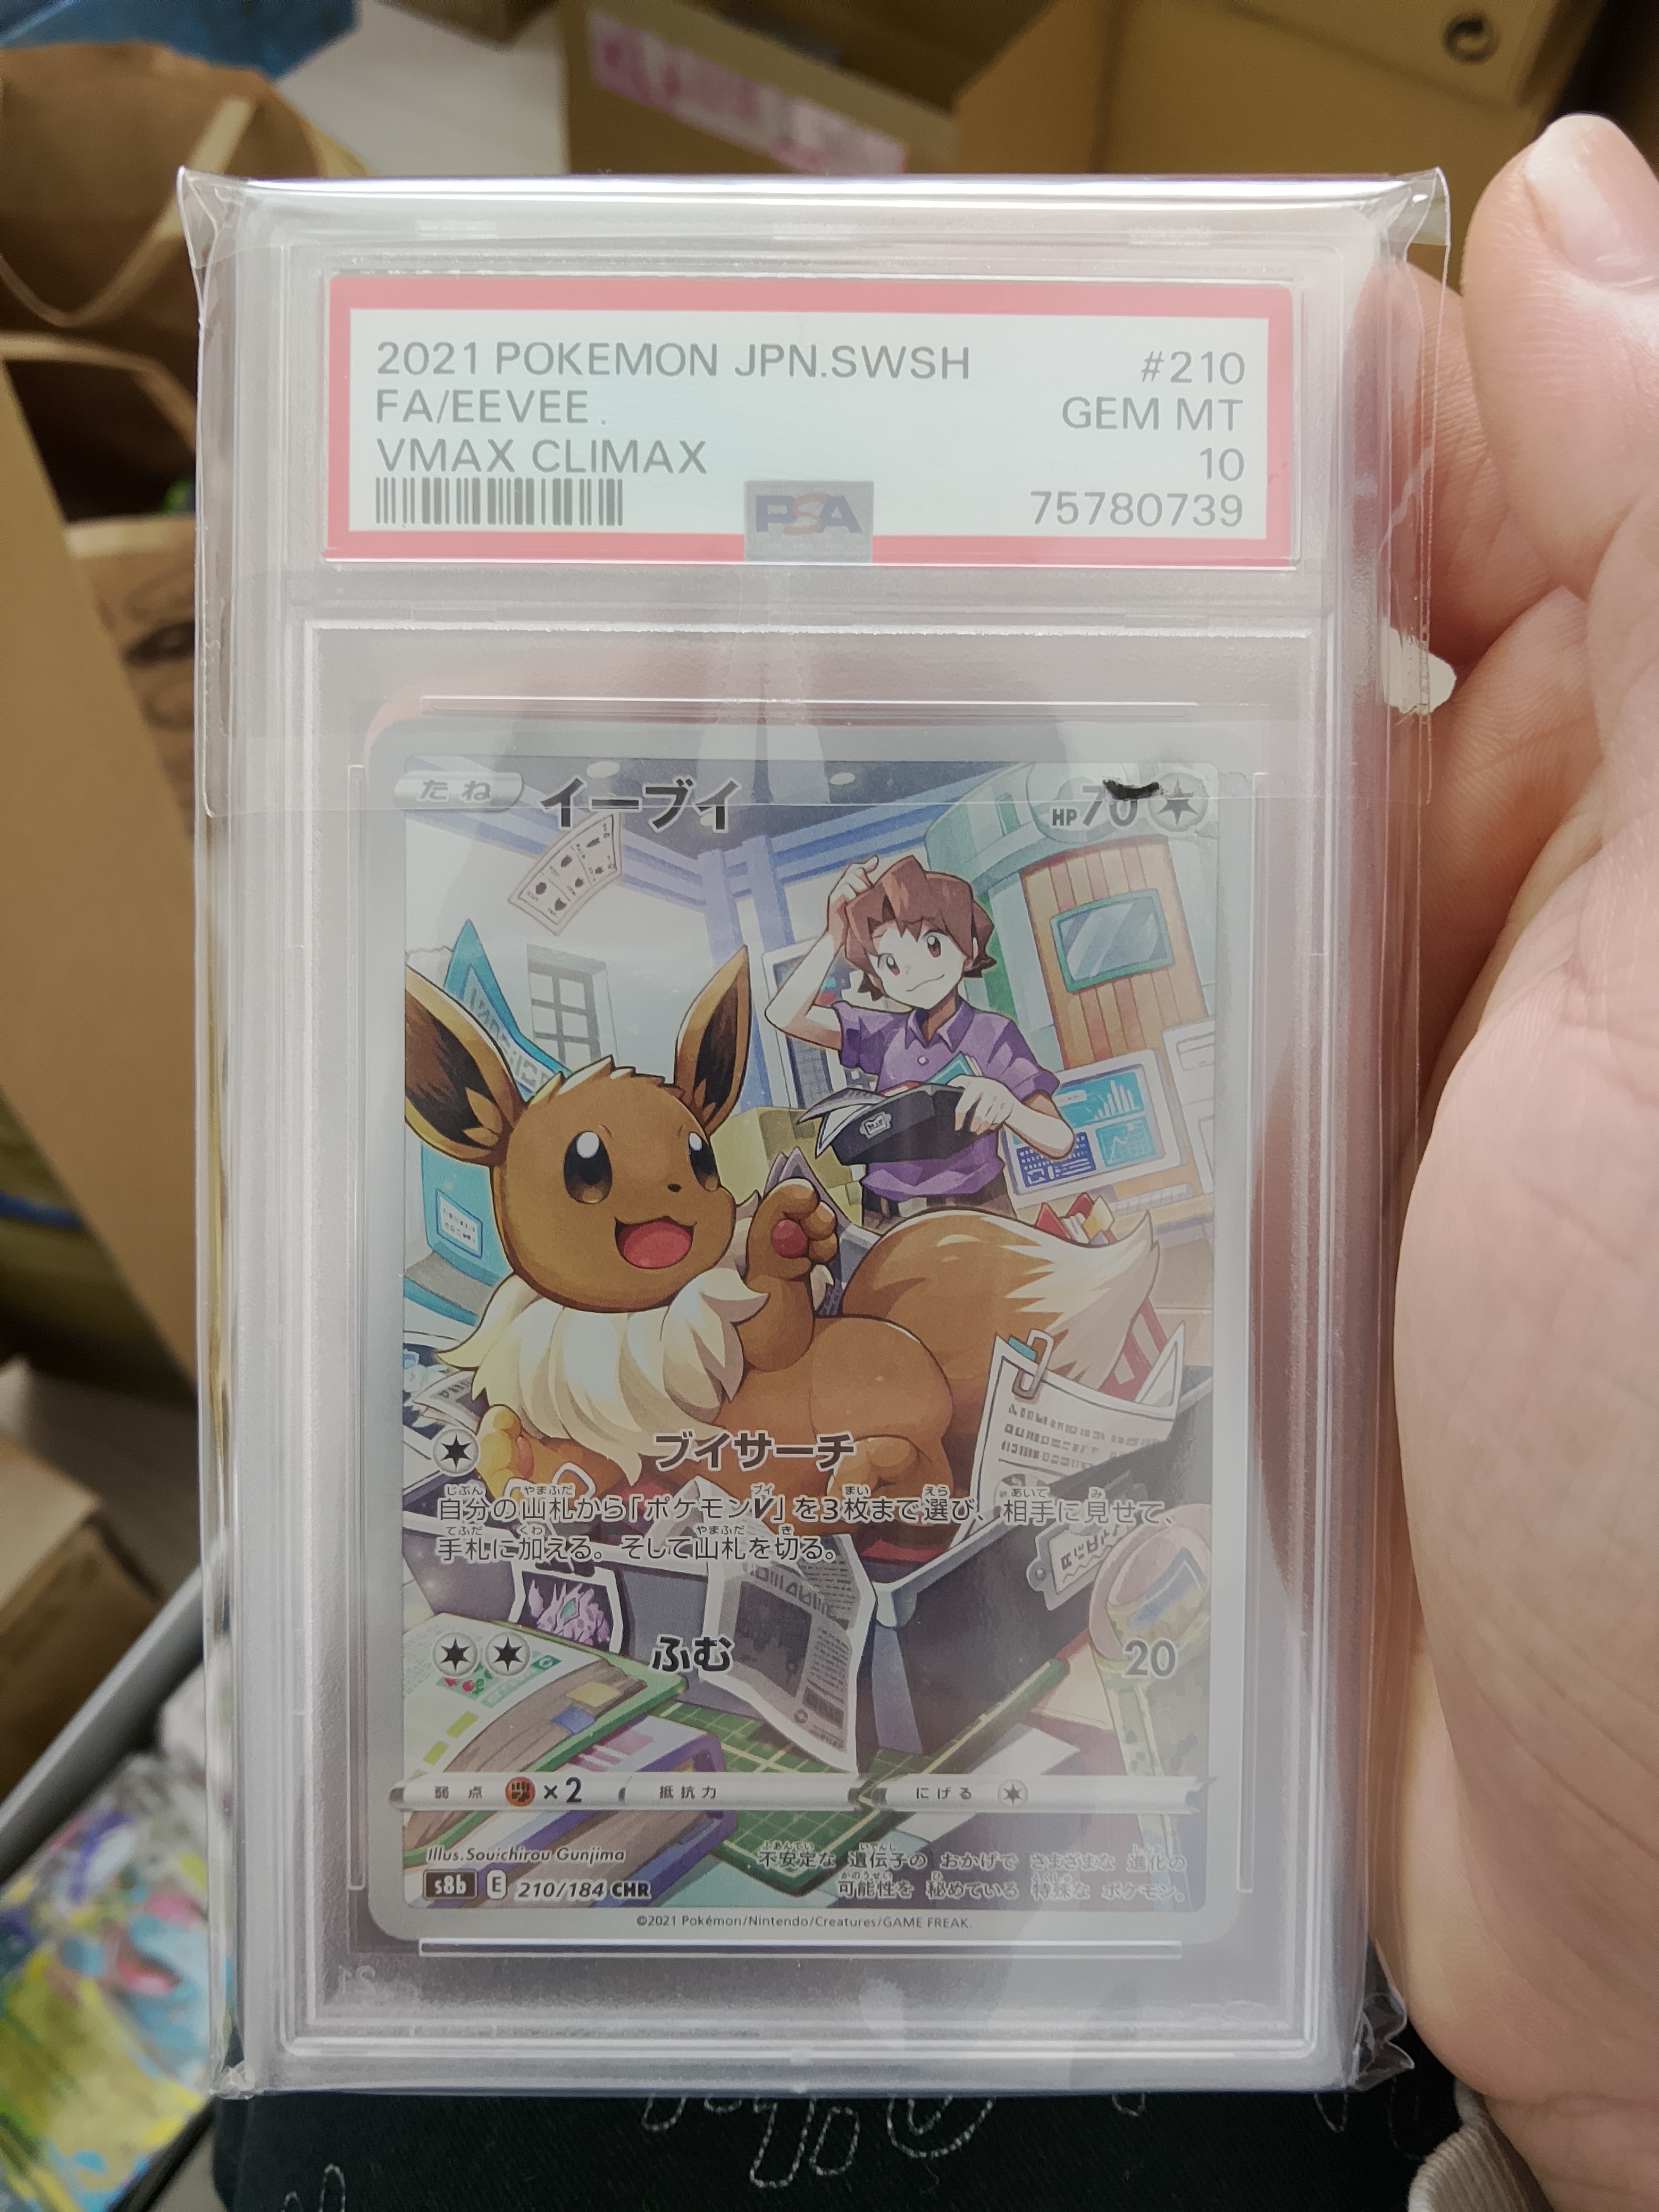 2021 POKEMON JPN.SWSH #210
FA/EEVEE GEM MT
VMAX CLIMAX 10
PSA 75780739
たね イーブイ HP70
ブイサーチ
自分の山札から「ポケモンV」を3枚まで選び、相手に見せて、
手札に加える。そして山札を切る。
ふむ 20
弱点 ×2 抵抗力 にげる
Illus.Souichirou Gunjima
不安定な 遺伝子の おかげで さまざまな 進化の
可能性を 秘めている 特殊な ポケモン。
s8b E 210/184 CHR
©2021 Pokémon/Nintendo/Creatures/GAME FREAK.